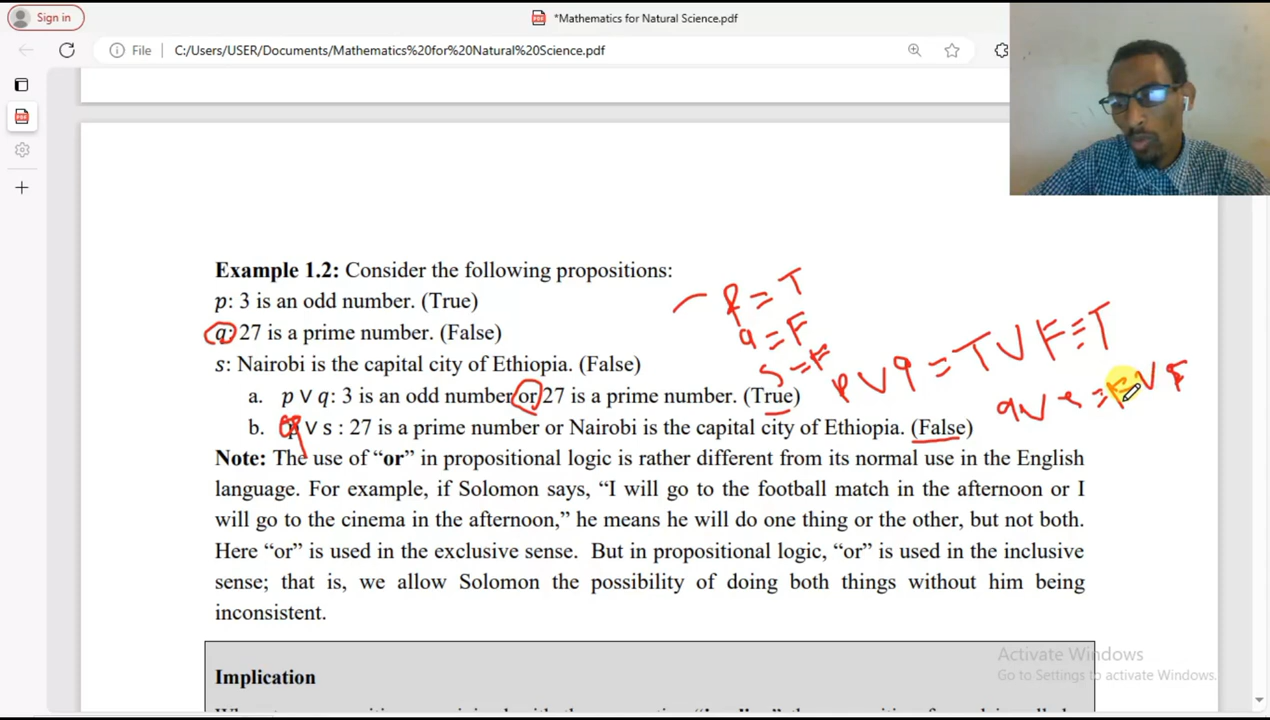 Sign in
*Mathematics for Natural Science.pdf
File
C:/Users/USER/Documents/Mathematics%20for%20Natural%20Science.pdf
Example 1.2: Consider the following propositions:
p: 3 is an odd number. (True)
q: 27 is a prime number. (False)
s: Nairobi is the capital city of Ethiopia. (False)
a. p ∨ q: 3 is an odd number or 27 is a prime number. (True)
b. q ∨ s : 27 is a prime number or Nairobi is the capital city of Ethiopia. (False)
p = T
q = F
s = F
p ∨ q = T ∨ F ≡ T
q ∨ s = F ∨ F
Note: The use of “or” in propositional logic is rather different from its normal use in the English
language. For example, if Solomon says, “I will go to the football match in the afternoon or I
will go to the cinema in the afternoon,” he means he will do one thing or the other, but not both.
Here “or” is used in the exclusive sense. But in propositional logic, “or” is used in the inclusive
sense; that is, we allow Solomon the possibility of doing both things without him being
inconsistent.
Implication
Activate Windows
Go to Settings to activate Windows.